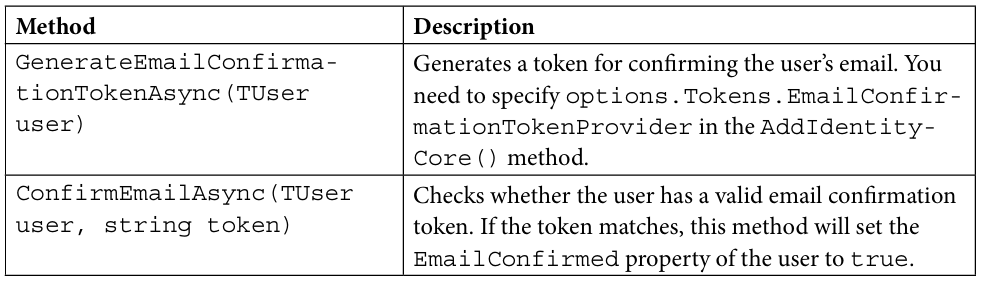 Method
Description
GenerateEmailConfirma-
tionTokenAsync(TUser
user)
Generates a token for confirming the user’s email. You
need to specify options.Tokens.EmailConfir-
mationTokenProvider in the AddIdentity-
Core() method.
ConfirmEmailAsync(TUser
user, string token)
Checks whether the user has a valid email confirmation
token. If the token matches, this method will set the
EmailConfirmed property of the user to true.